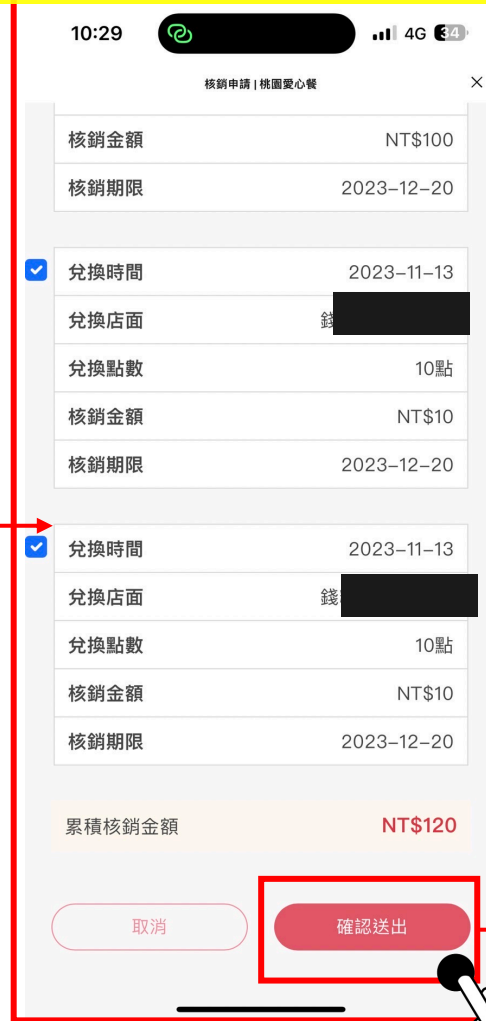 10:29 4G 34
核銷申請 | 桃園愛心餐
核銷金額 NT$100
核銷期限 2023-12-20
兌換時間 2023-11-13
兌換店面 錢
兌換點數 10點
核銷金額 NT$10
核銷期限 2023-12-20
兌換時間 2023-11-13
兌換店面 錢
兌換點數 10點
核銷金額 NT$10
核銷期限 2023-12-20
累積核銷金額 NT$120
取消 確認送出